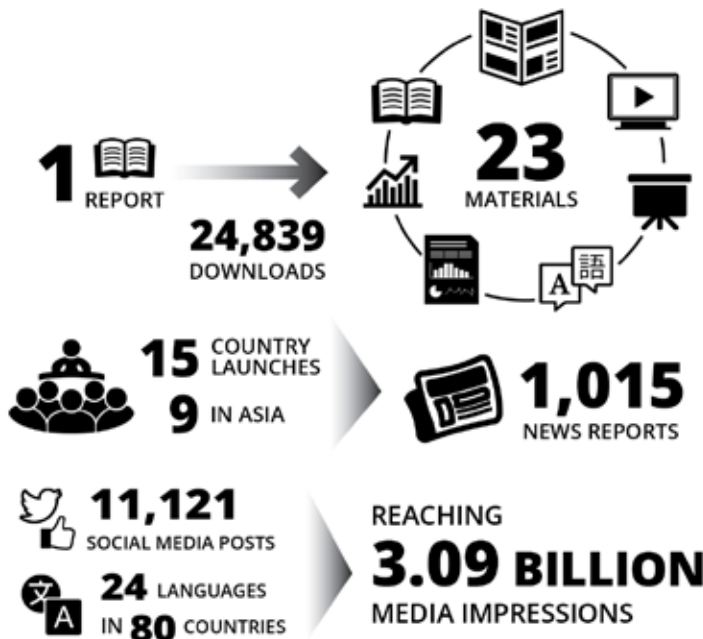 1 REPORT
24,839
DOWNLOADS
23
MATERIALS
A 語
15 COUNTRY
LAUNCHES
9 IN ASIA
1,015
NEWS REPORTS
11,121
SOCIAL MEDIA POSTS
文 A
24 LANGUAGES
IN 80 COUNTRIES
REACHING
3.09 BILLION
MEDIA IMPRESSIONS